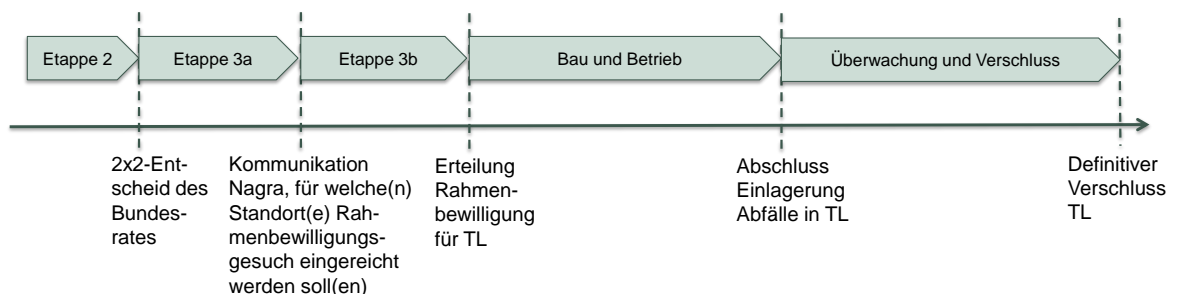 Etappe 2
Etappe 3a
Etappe 3b
Bau und Betrieb
Überwachung und Verschluss
2x2-Ent-
scheid des
Bundes-
rates
Kommunikation
Nagra, für welche(n)
Standort(e) Rah-
menbewilligungs-
gesuch eingereicht
werden soll(en)
Erteilung
Rahmen-
bewilligung
für TL
Abschluss
Einlagerung
Abfälle in TL
Definitiver
Verschluss
TL